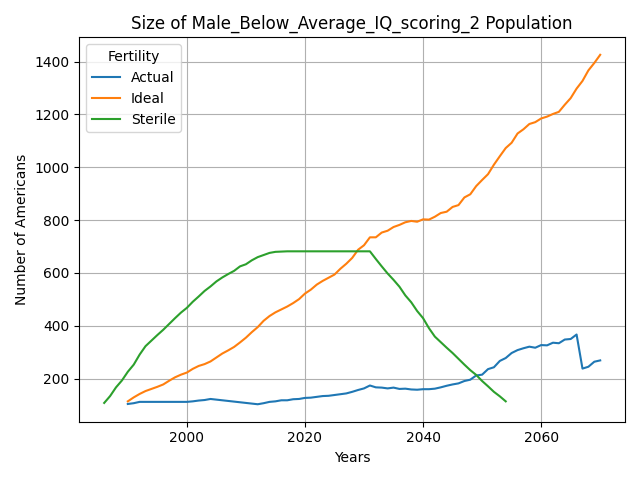 Size of Male_Below_Average_IQ_scoring_2 Population
Fertility
Actual
Ideal
Sterile
Number of Americans
1400
1200
1000
800
600
400
200
2000
2020
2040
2060
Years